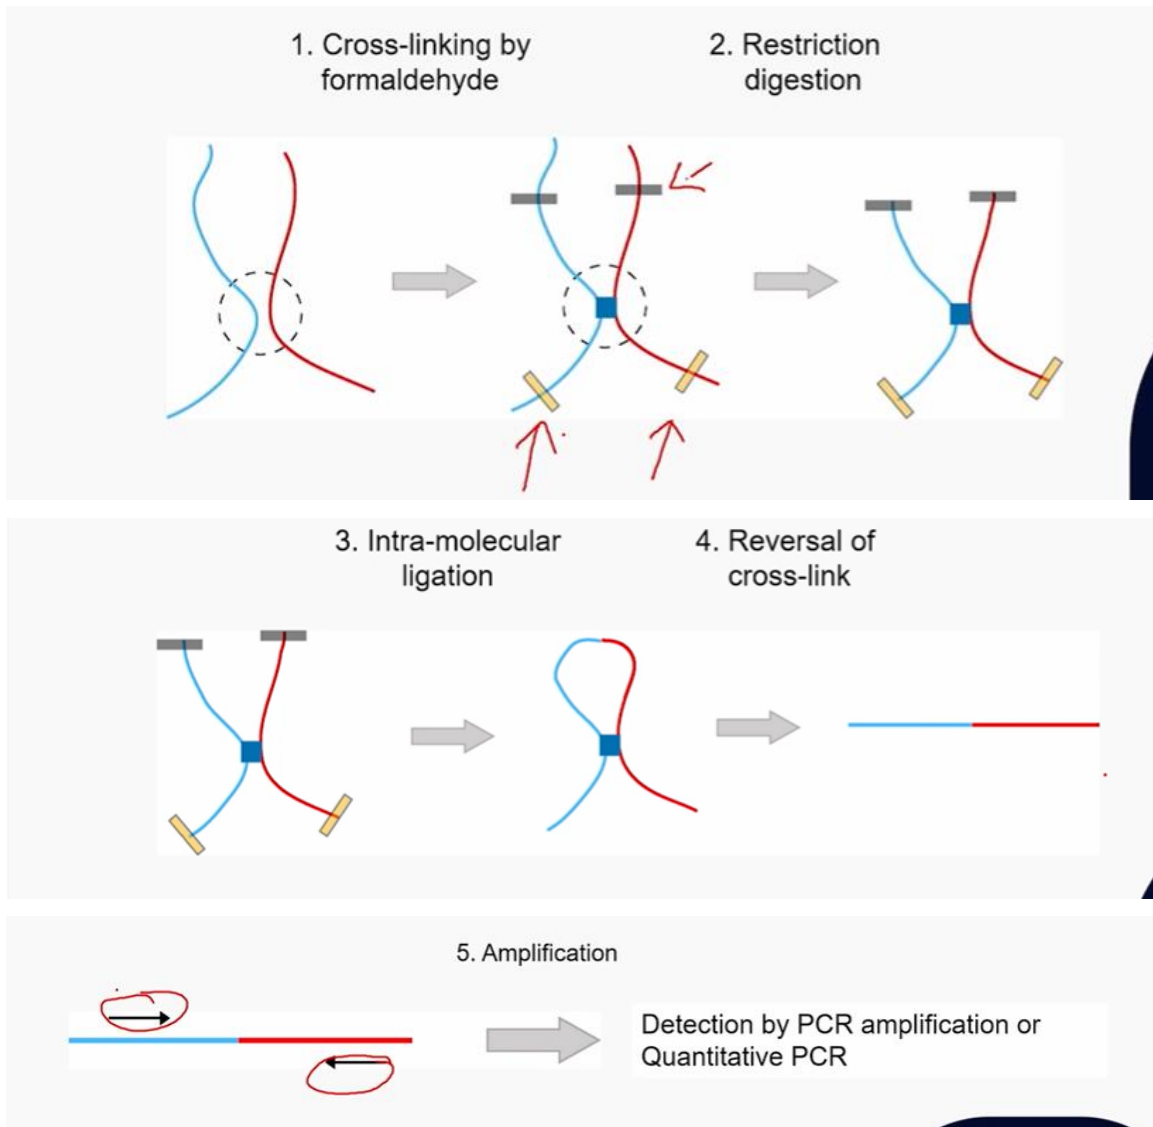 1. Cross-linking by
formaldehyde
2. Restriction
digestion
3. Intra-molecular
ligation
4. Reversal of
cross-link
5. Amplification
Detection by PCR amplification or
Quantitative PCR